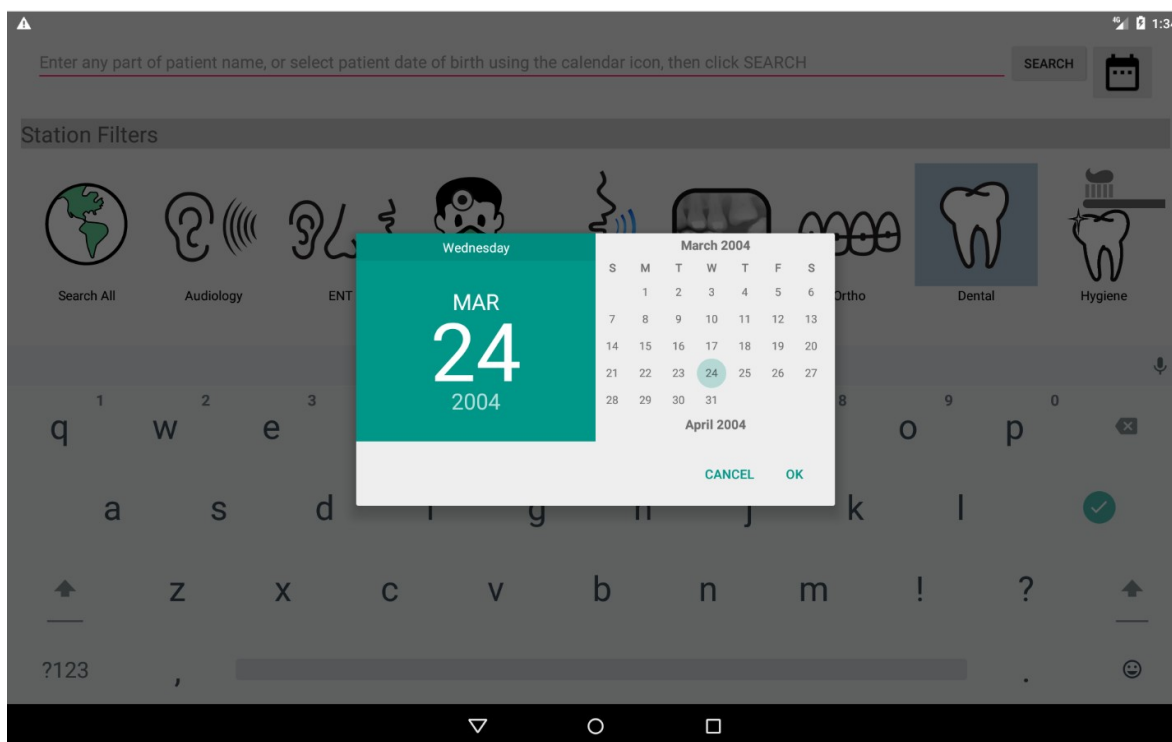 4G 1:34
Enter any part of patient name, or select patient date of birth using the calendar icon, then click SEARCH
SEARCH
Station Filters
Search All Audiology ENT Ortho Dental Hygiene
Wednesday
MAR
24
2004
March 2004
S M T W T F S
1 2 3 4 5 6
7 8 9 10 11 12 13
14 15 16 17 18 19 20
21 22 23 24 25 26 27
28 29 30 31
April 2004
CANCEL OK
1 2 3 8 9 0
q w e o p
a s d g j k l
z x c v b n m ! ?
?123 , .